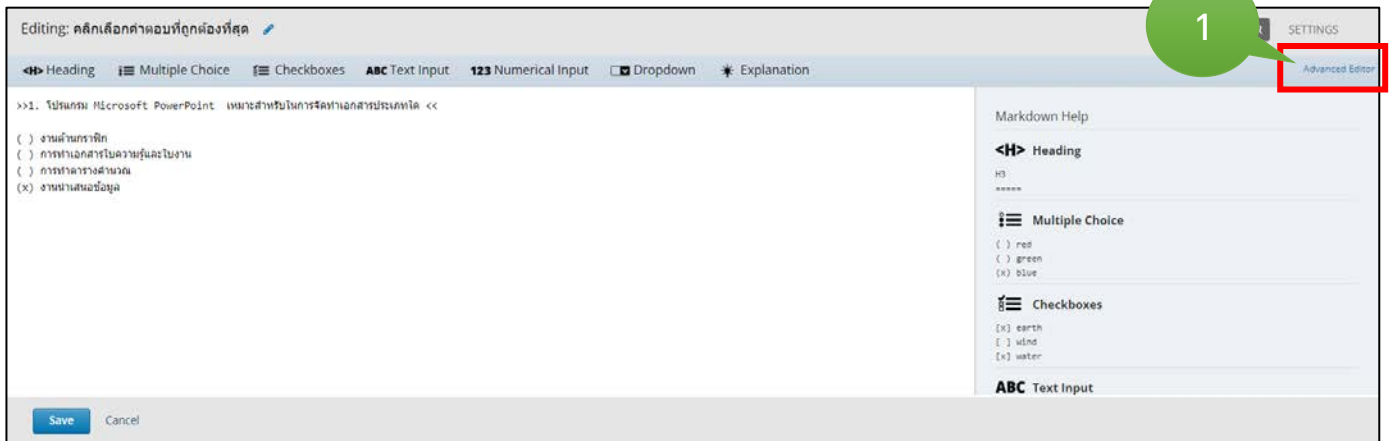 1
Editing: คลิกเลือกคำตอบที่ถูกต้องที่สุด
SETTINGS
<H> Heading Multiple Choice Checkboxes ABC Text Input 123 Numerical Input Dropdown Explanation
Advanced Editor
>>1. โปรแกรม Microsoft PowerPoint เหมาะสำหรับในการจัดทำเอกสารประเภทใด <<
( ) งานด้านกราฟิก
( ) การทำเอกสารใบความรู้และใบงาน
( ) การทำตารางคำนวณ
(x) งานนำเสนอข้อมูล
Markdown Help
<H> Heading
H3
=====
Multiple Choice
( ) red
( ) green
(x) blue
Checkboxes
[x] earth
[ ] wind
[x] water
ABC Text Input
Save Cancel